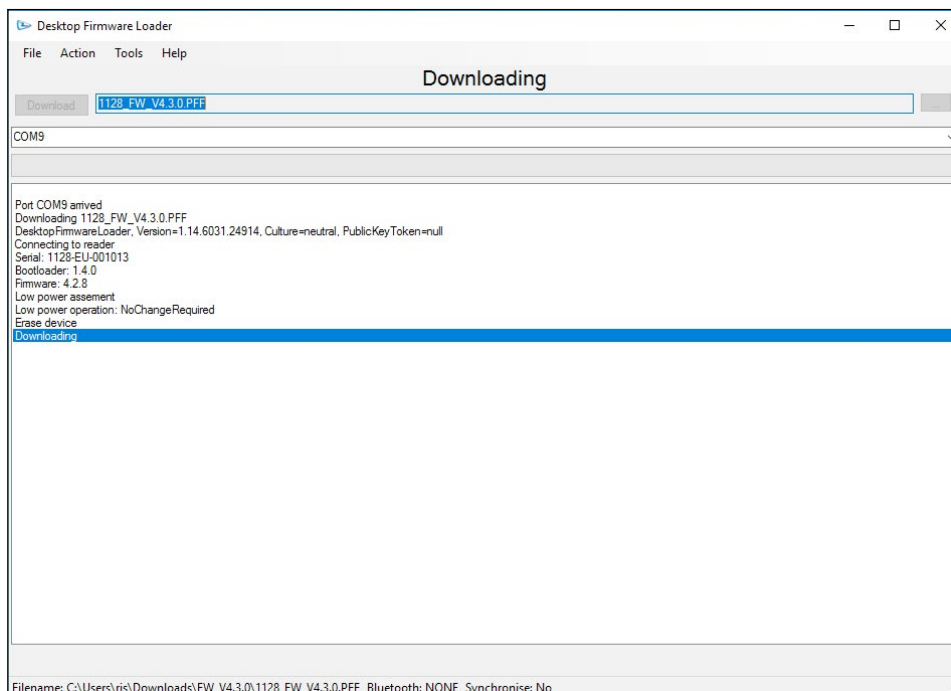 Desktop Firmware Loader
File Action Tools Help
Downloading
Download 1128_FW_V4.3.0.PFF ...
COM9
Port COM9 arrived
Downloading 1128_FW_V4.3.0.PFF
DesktopFirmwareLoader, Version=1.14.6031.24914, Culture=neutral, PublicKeyToken=null
Connecting to reader
Serial: 1128-EU-001013
Bootloader: 1.4.0
Firmware: 4.2.8
Low power assement
Low power operation: NoChangeRequired
Erase device
Downloading
Filename: C:\Users\ris\Downloads\FW_V4.3.0\1128_FW_V4.3.0.PFF Bluetooth: NONE Synchronise: No